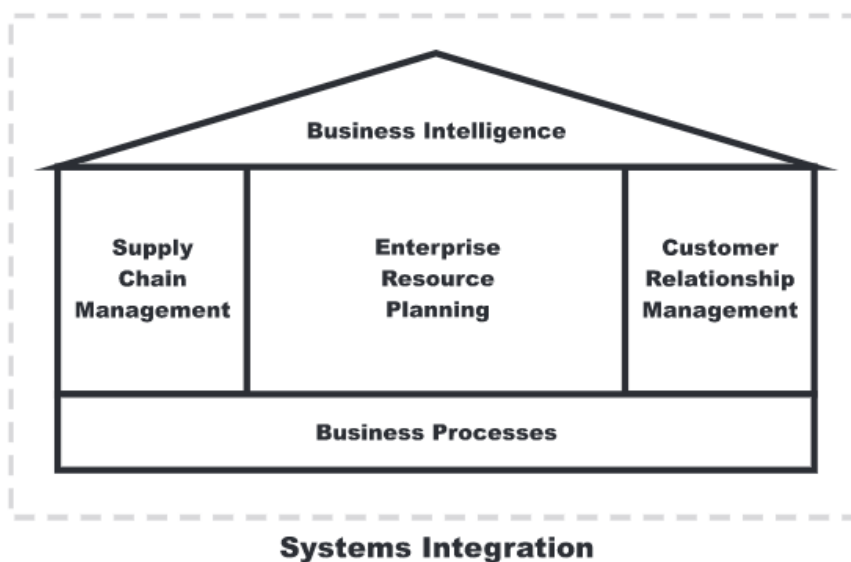 Business Intelligence
Supply
Chain
Management
Enterprise
Resource
Planning
Customer
Relationship
Management
Business Processes
Systems Integration